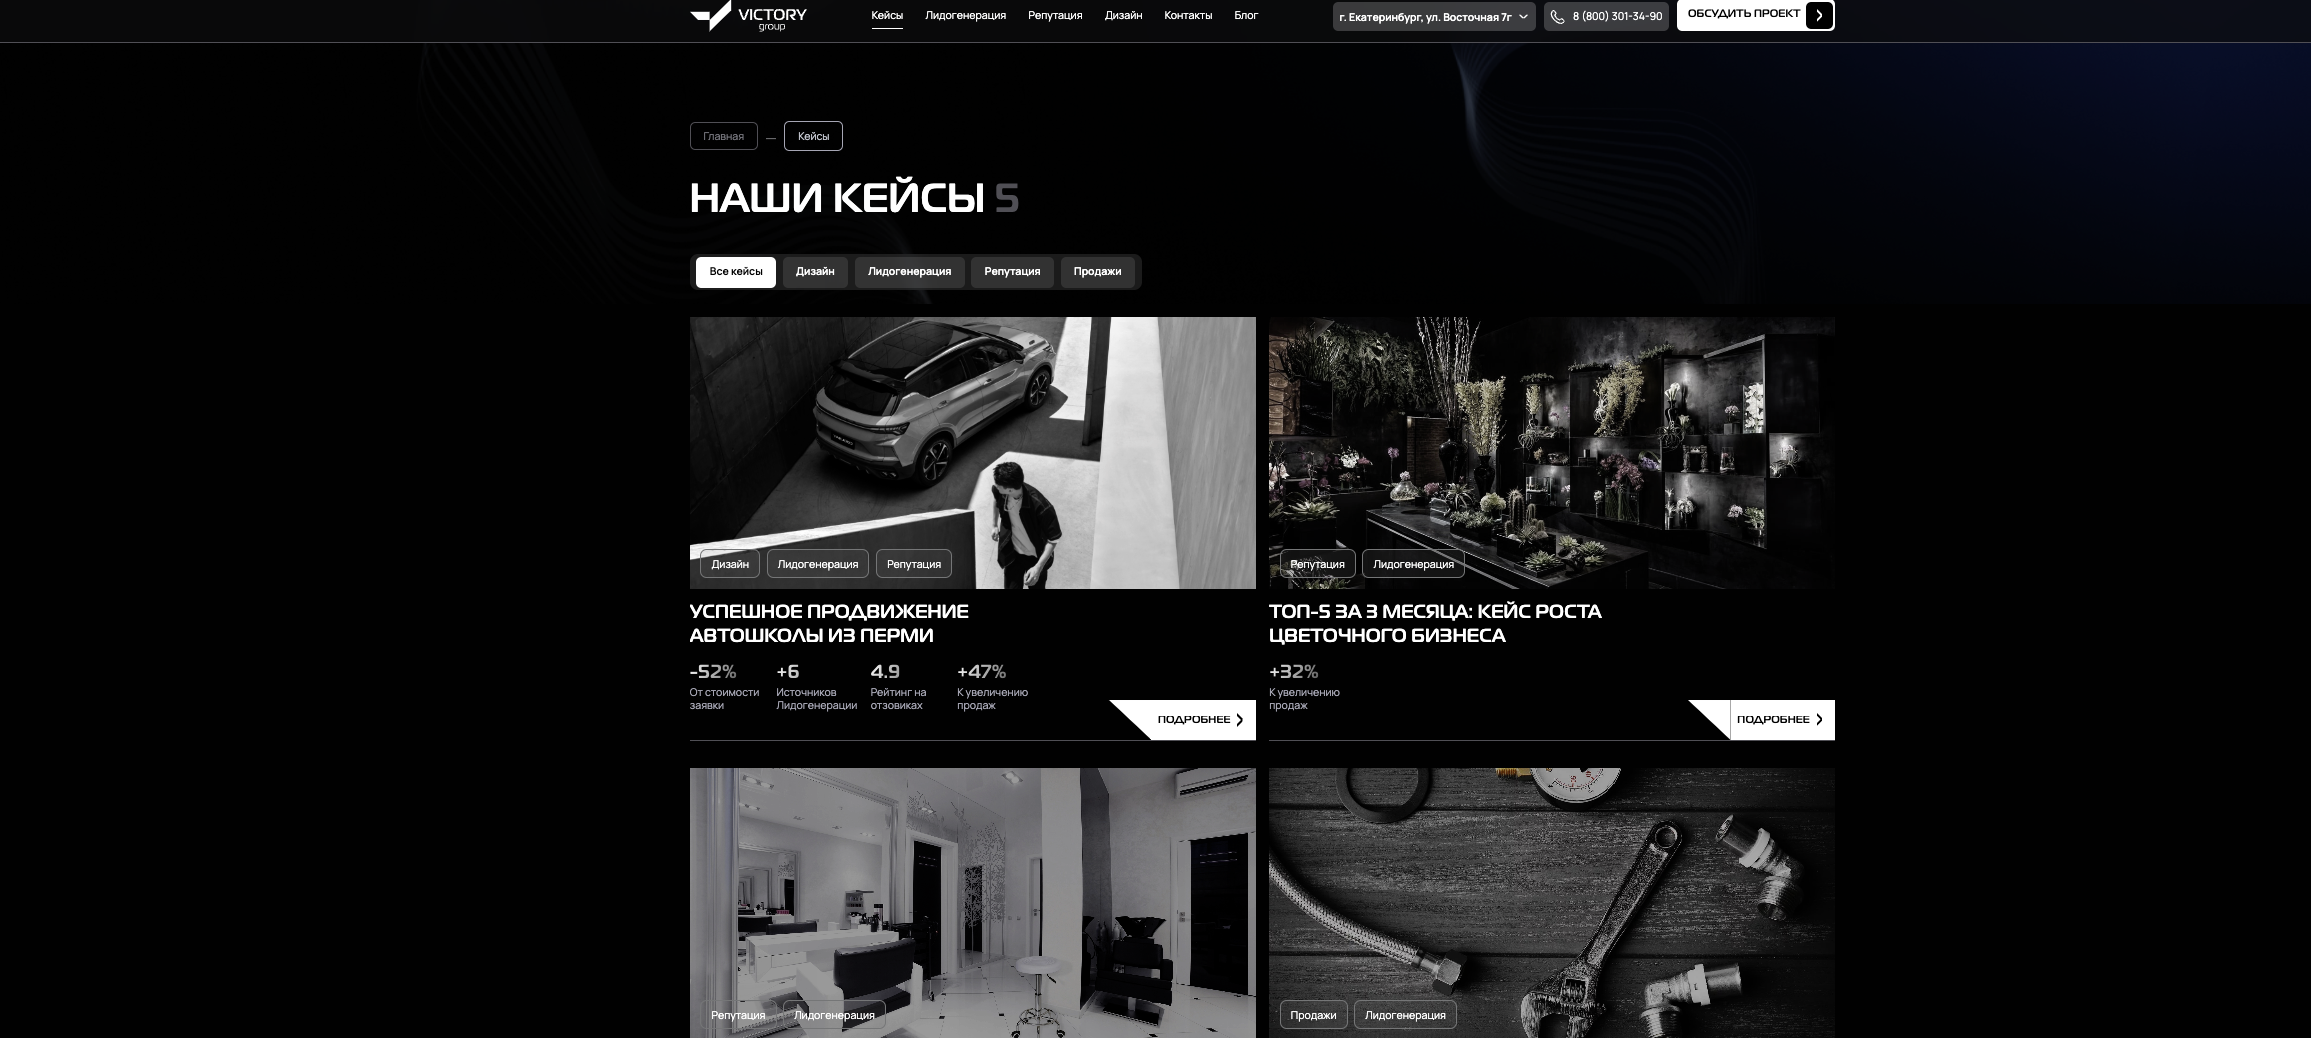 VICTORY
group
Кейсы Лидогенерация Репутация Дизайн Контакты Блог
г. Екатеринбург, ул. Восточная 7г
8 (800) 301-34-90
ОБСУДИТЬ ПРОЕКТ
Главная — Кейсы
НАШИ КЕЙСЫ 5
Все кейсы Дизайн Лидогенерация Репутация Продажи
Дизайн Лидогенерация Репутация
УСПЕШНОЕ ПРОДВИЖЕНИЕ
АВТОШКОЛЫ ИЗ ПЕРМИ
-52%
От стоимости
заявки
+6
Источников
Лидогенерации
4.9
Рейтинг на
отзовиках
+47%
К увеличению
продаж
ПОДРОБНЕЕ
Репутация Лидогенерация
ТОП-5 ЗА 3 МЕСЯЦА: КЕЙС РОСТА
ЦВЕТОЧНОГО БИЗНЕСА
+32%
К увеличению
продаж
ПОДРОБНЕЕ
Репутация Лидогенерация
Продажи Лидогенерация